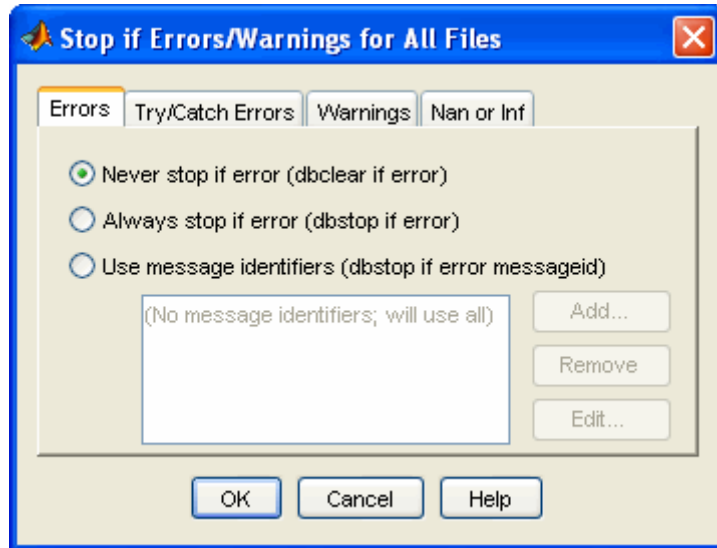 Stop if Errors/Warnings for All Files
Errors Try/Catch Errors Warnings Nan or Inf
Never stop if error (dbclear if error)
Always stop if error (dbstop if error)
Use message identifiers (dbstop if error messageid)
(No message identifiers; will use all) Add...
Remove
Edit...
OK Cancel Help